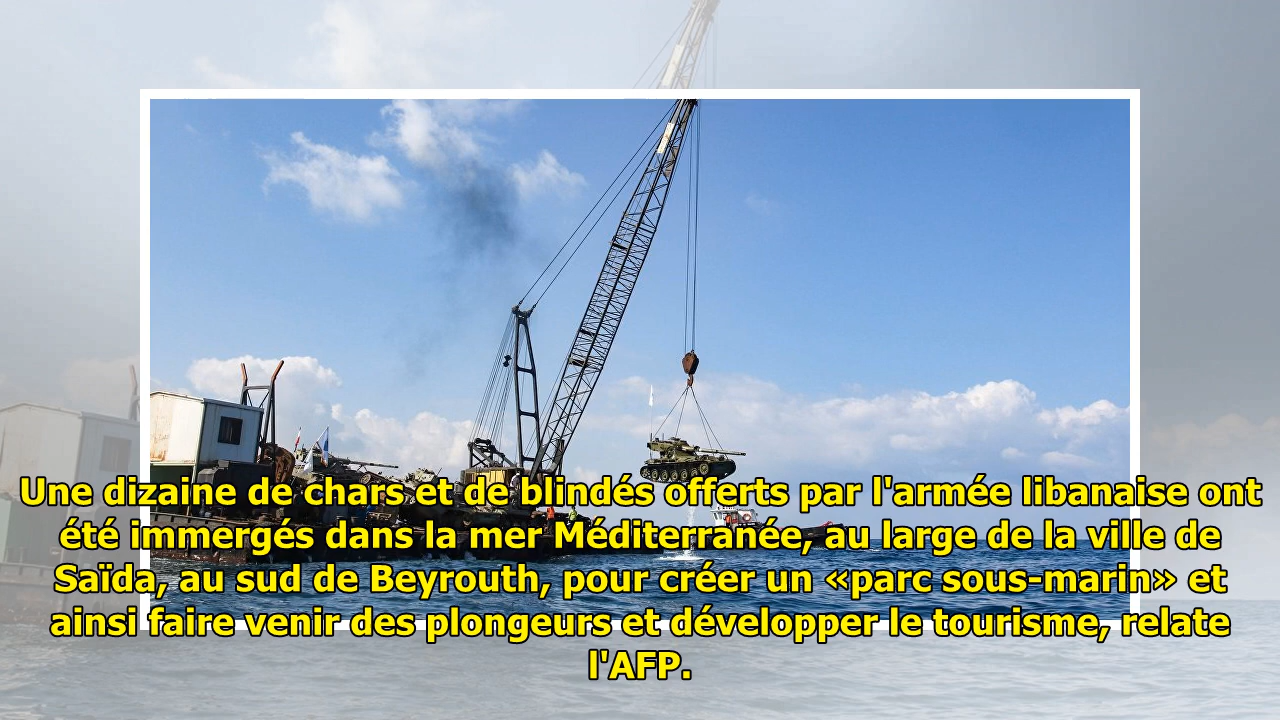 Une dizaine de chars et de blindés offerts par l'armée libanaise ont
été immergés dans la mer Méditerranée, au large de la ville de
Saïda, au sud de Beyrouth, pour créer un «parc sous-marin» et
ainsi faire venir des plongeurs et développer le tourisme, relate
l'AFP.